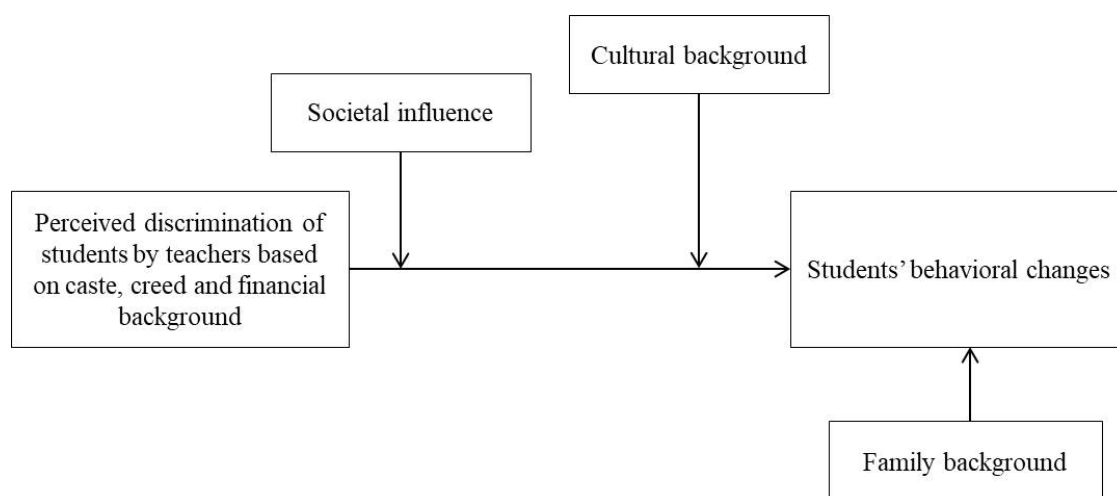 Cultural background
Societal influence
Perceived discrimination of
students by teachers based
on caste, creed and financial
background
Students’ behavioral changes
Family background